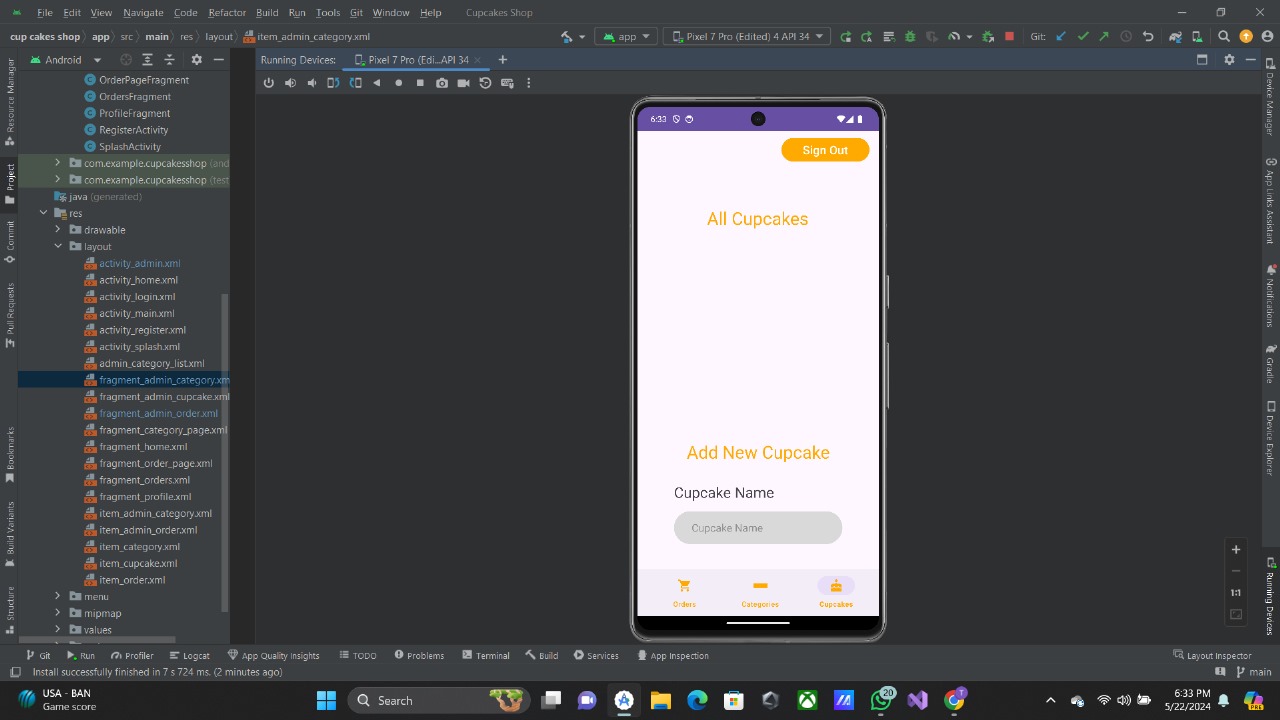 File Edit View Navigate Code Refactor Build Run Tools Git Window Help Cupcakes Shop
cup cakes shop app src main res layout item_admin_category.xml
app Pixel 7 Pro (Edited) 4 API 34 Git:
Android
Running Devices: Pixel 7 Pro (Edi...API 34
OrderPageFragment
OrdersFragment
ProfileFragment
RegisterActivity
SplashActivity
com.example.cupcakesshop (and
com.example.cupcakesshop (test
java (generated)
res
drawable
layout
activity_admin.xml
activity_home.xml
activity_login.xml
activity_main.xml
activity_register.xml
activity_splash.xml
admin_category_list.xml
fragment_admin_category.xm
fragment_admin_cupcake.xml
fragment_admin_order.xml
fragment_category_page.xml
fragment_home.xml
fragment_order_page.xml
fragment_orders.xml
fragment_profile.xml
item_admin_category.xml
item_admin_order.xml
item_category.xml
item_cupcake.xml
item_order.xml
menu
mipmap
values
Resource Manager
Project
Commit
Pull Requests
Bookmarks
Build Variants
Structure
6:33
Sign Out
All Cupcakes
Add New Cupcake
Cupcake Name
Cupcake Name
Orders Categories Cupcakes
Device Manager
App Links Assistant
Notifications
Gradle
Device Explorer
Running Devices
1:1
Git Run Profiler Logcat App Quality Insights TODO Problems Terminal Build Services App Inspection Layout Inspector
Install successfully finished in 7 s 724 ms. (2 minutes ago) main
USA - BAN
Game score
Search
20
T
PRE
6:33 PM
5/22/2024